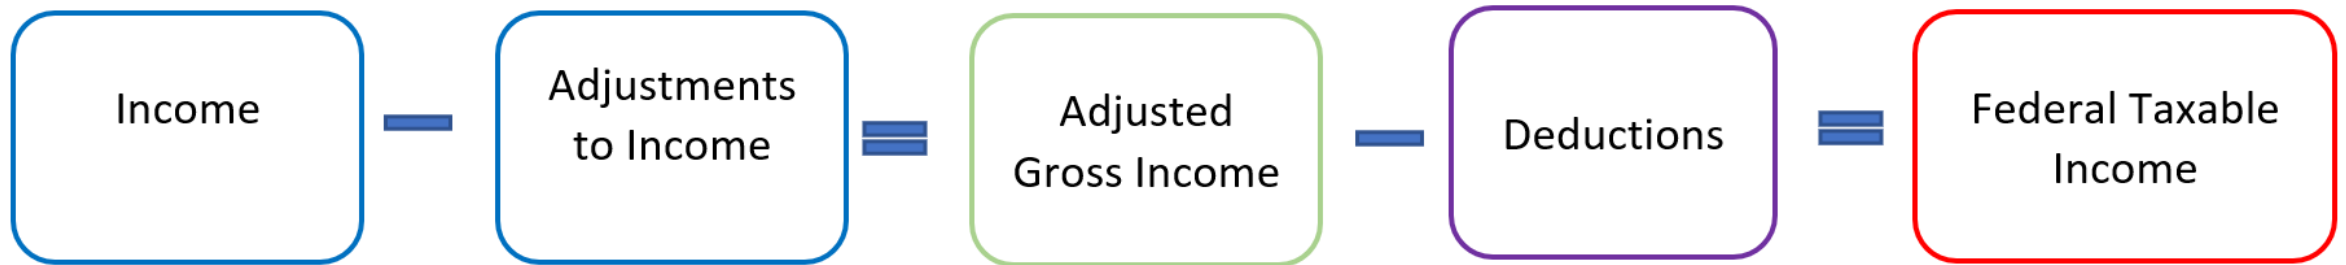 Income
Adjustments
to Income
Adjusted
Gross Income
Deductions
Federal Taxable
Income